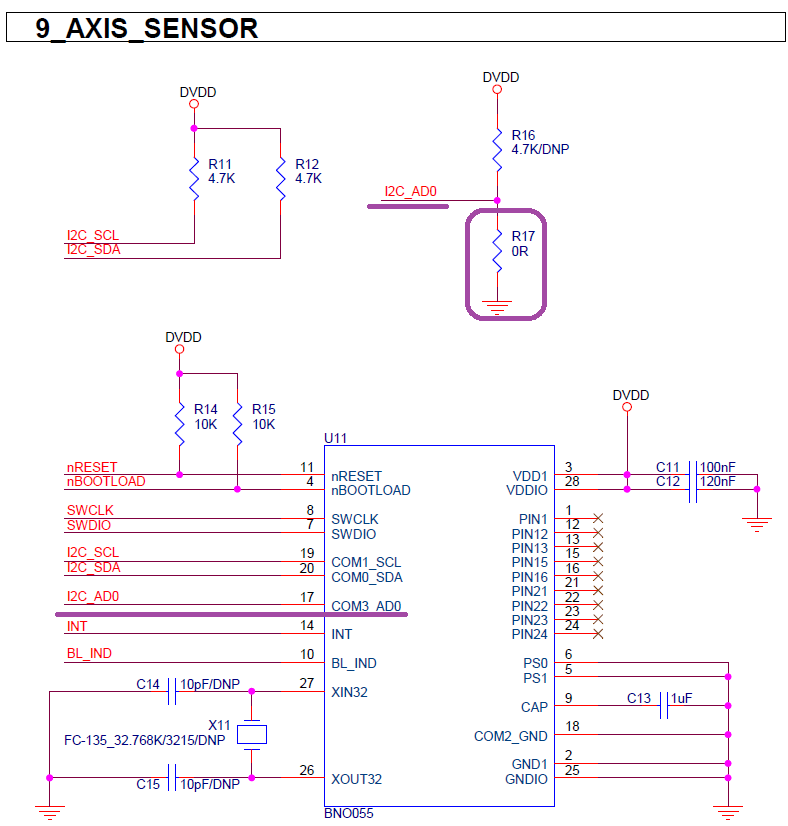 9_AXIS_SENSOR
DVDD
DVDD
R11
4.7K
R12
4.7K
R16
4.7K/DNP
I2C_AD0
I2C_SCL
I2C_SDA
R17
0R
DVDD
R14
10K
R15
10K
DVDD
U11
nRESET 11 nRESET
nBOOTLOAD 4 nBOOTLOAD
SWCLK 8 SWCLK
SWDIO 7 SWDIO
I2C_SCL 19 COM1_SCL
I2C_SDA 20 COM0_SDA
I2C_AD0 17 COM3_AD0
INT 14 INT
BL_IND 10 BL_IND
C14 10pF/DNP 27 XIN32
X11
FC-135_32.768K/3215/DNP
C15 10pF/DNP 26 XOUT32
VDD1 3 C11 100nF
VDDIO 28 C12 120nF
PIN1 1
PIN12 12
PIN13 13
PIN15 15
PIN16 16
PIN21 21
PIN22 22
PIN23 23
PIN24 24
PS0 6
PS1 5
CAP 9 C13 1uF
COM2_GND 18
GND1 2
GNDIO 25
BNO055